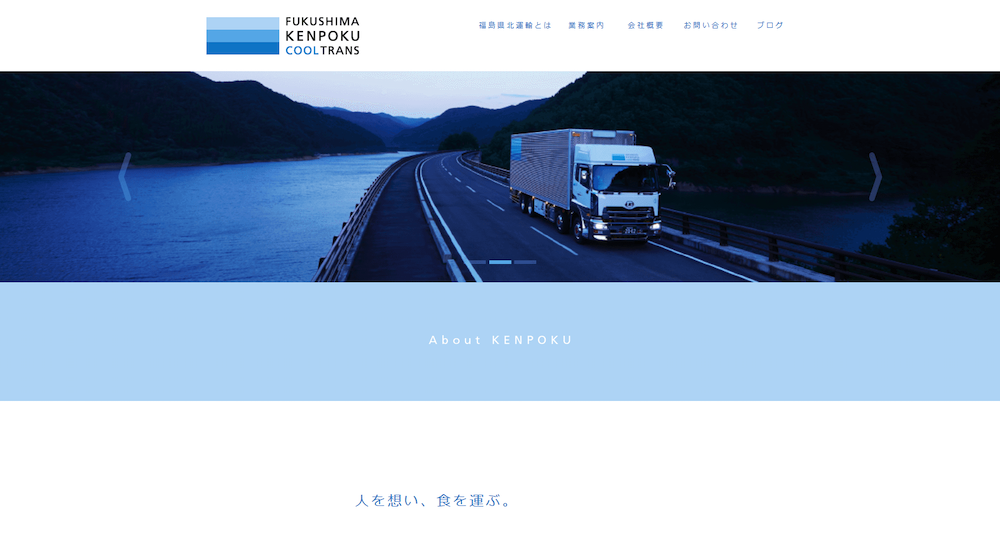 FUKUSHIMA
KENPOKU
COOLTRANS
福島県北運輸とは 業務案内 会社概要 お問い合わせ ブログ
About KENPOKU
人を想い、食を運ぶ。